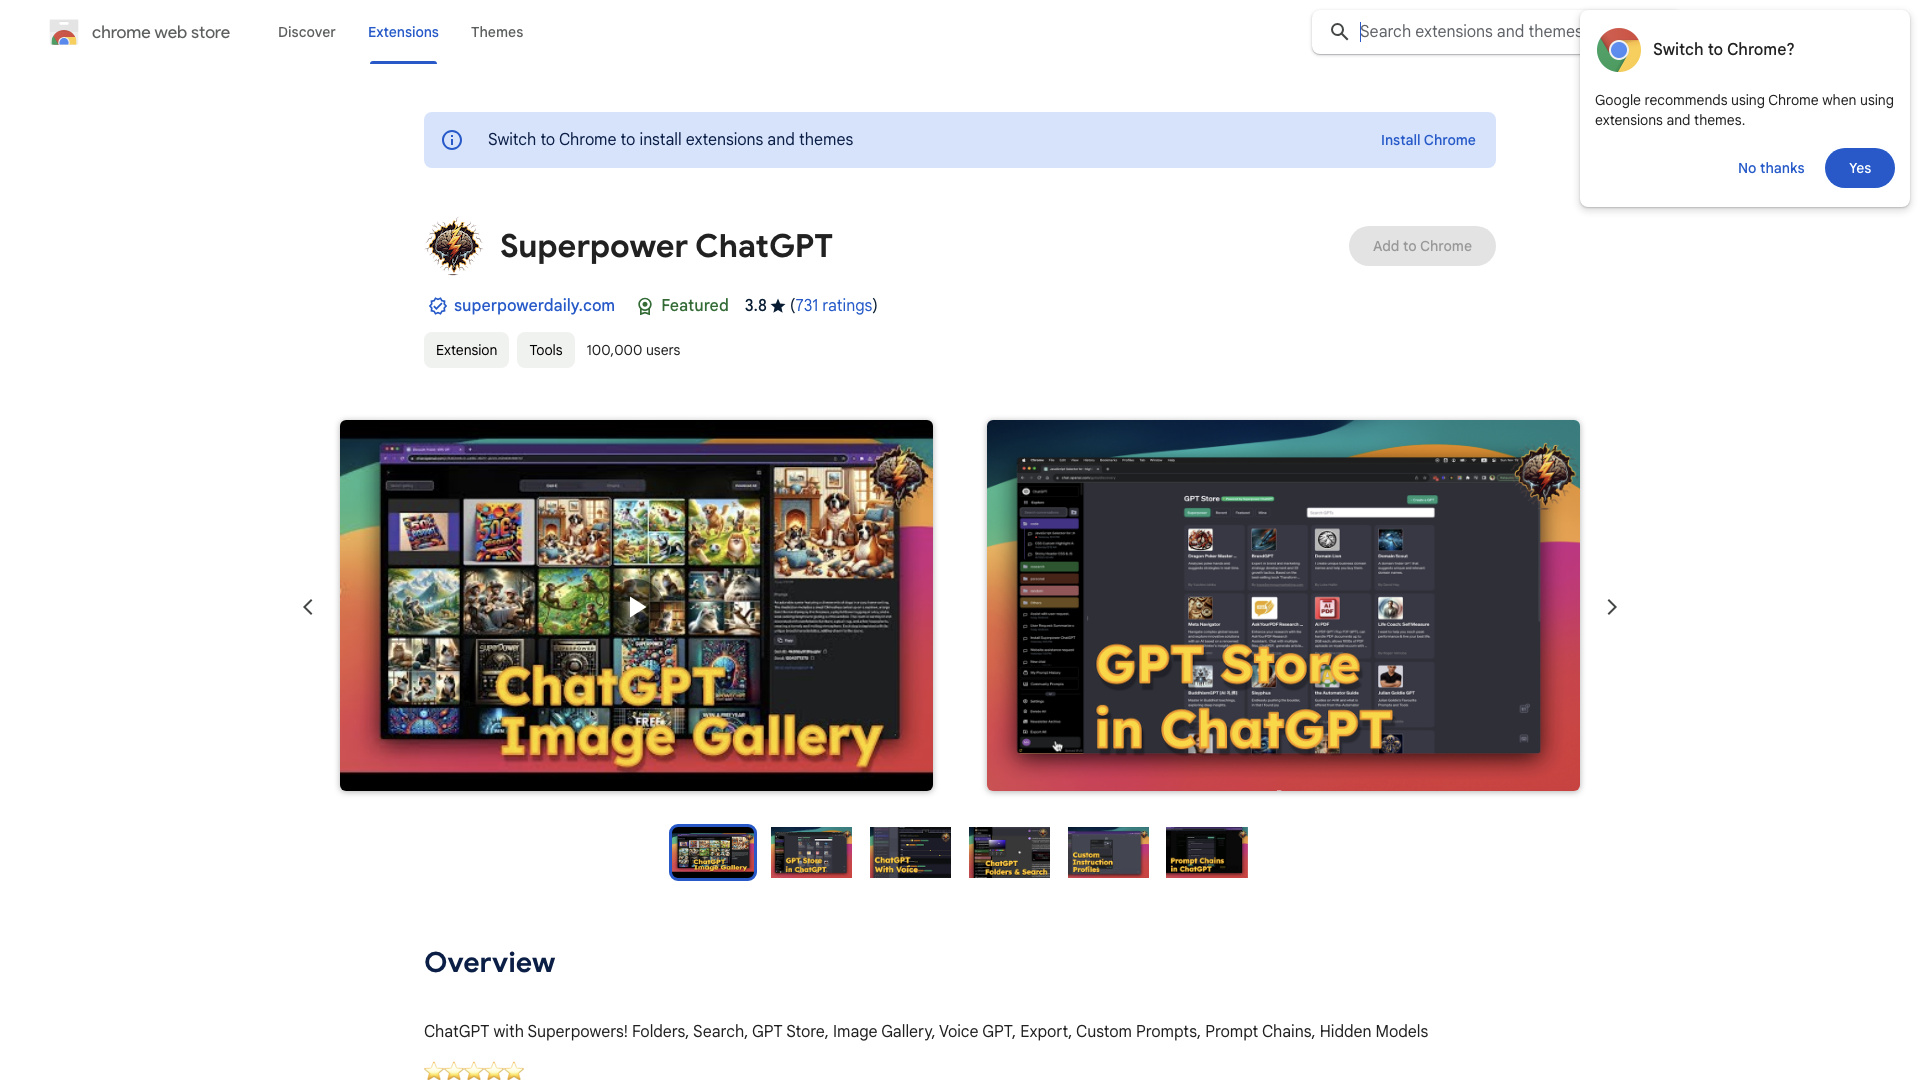 chrome web store
Discover
Extensions
Themes
Search extensions and themes
Switch to Chrome?
Google recommends using Chrome when using
extensions and themes.
No thanks
Yes
Switch to Chrome to install extensions and themes
Install Chrome
Superpower ChatGPT
Add to Chrome
superpowerdaily.com
Featured
3.8 ★ (731 ratings)
Extension
Tools
100,000 users
ChatGPT
Image Gallery
GPT Store
GPT Store
in ChatGPT
ChatGPT
Image Gallery
GPT Store
in ChatGPT
ChatGPT
With Voice
ChatGPT
Folders & Search
Custom
Instruction
Profiles
Prompt Chains
in ChatGPT
Overview
ChatGPT with Superpowers! Folders, Search, GPT Store, Image Gallery, Voice GPT, Export, Custom Prompts, Prompt Chains, Hidden Models